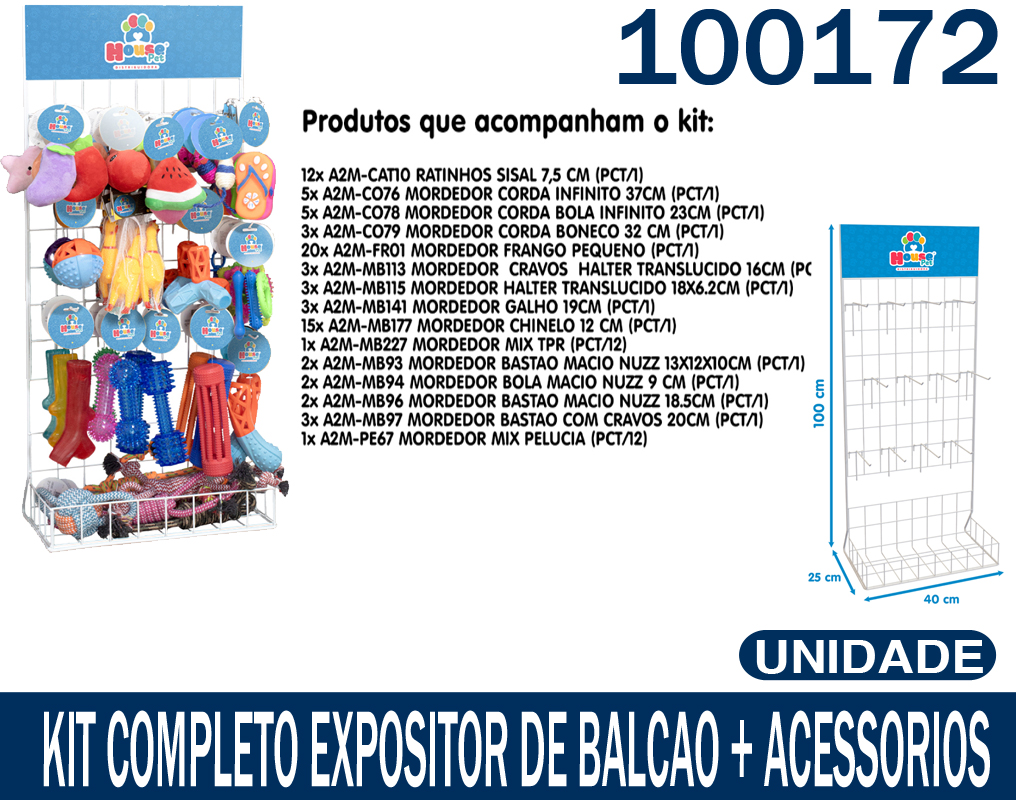 100172
House Pet
DISTRIBUIDORA
Produtos que acompanham o kit:
12x A2M-CAT10 RATINHOS SISAL 7,5 CM (PCT/1)
5x A2M-CO76 MORDEDOR CORDA INFINITO 37CM (PCT/1)
5x A2M-CO78 MORDEDOR CORDA BOLA INFINITO 23CM (PCT/1)
3x A2M-CO79 MORDEDOR CORDA BONECO 32 CM (PCT/1)
20x A2M-FR01 MORDEDOR FRANGO PEQUENO (PCT/1)
3x A2M-MB113 MORDEDOR CRAVOS HALTER TRANSLUCIDO 16CM (PC
3x A2M-MB115 MORDEDOR HALTER TRANSLUCIDO 18X6.2CM (PCT/1)
3x A2M-MB141 MORDEDOR GALHO 19CM (PCT/1)
15x A2M-MB177 MORDEDOR CHINELO 12 CM (PCT/1)
1x A2M-MB227 MORDEDOR MIX TPR (PCT/12)
2x A2M-MB93 MORDEDOR BASTAO MACIO NUZZ 13X12X10CM (PCT/1)
2x A2M-MB94 MORDEDOR BOLA MACIO NUZZ 9 CM (PCT/1)
2x A2M-MB96 MORDEDOR BASTAO MACIO NUZZ 18.5CM (PCT/1)
3x A2M-MB97 MORDEDOR BASTAO COM CRAVOS 20CM (PCT/1)
1x A2M-PE67 MORDEDOR MIX PELUCIA (PCT/12)
House Pet
DISTRIBUIDORA
100 cm
25 cm
40 cm
UNIDADE
KIT COMPLETO EXPOSITOR DE BALCAO + ACESSORIOS